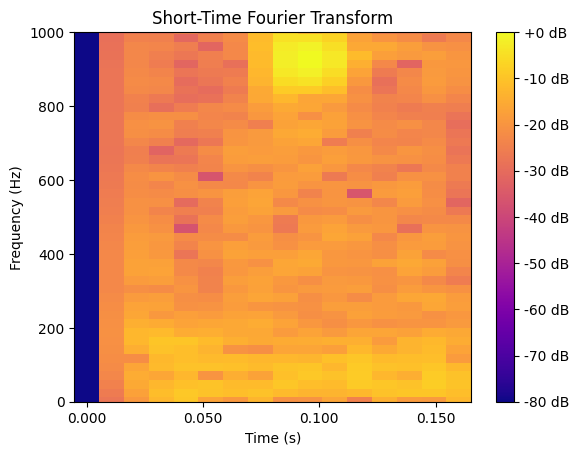 Short-Time Fourier Transform
Frequency (Hz)
1000
800
600
400
200
0
0.000
0.050
0.100
0.150
Time (s)
+0 dB
-10 dB
-20 dB
-30 dB
-40 dB
-50 dB
-60 dB
-70 dB
-80 dB